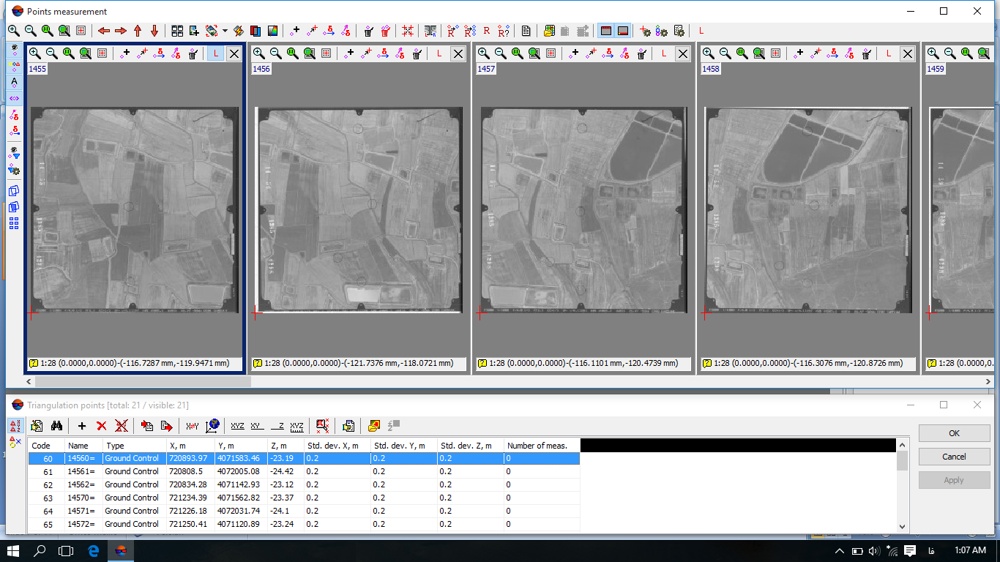 Points measurement
L
R
R
R
R?
L
1455
L
1456
L
1457
L
1458
1459
1:28 (0.0000,0.0000)-(-116.7287 mm,-119.9471 mm)
1:28 (0.0000,0.0000)-(-121.7376 mm,-118.0721 mm)
1:28 (0.0000,0.0000)-(-116.1101 mm,-120.4739 mm)
1:28 (0.0000,0.0000)-(-116.3076 mm,-120.8726 mm)
1:28 (0.0000,0.
Triangulation points [total: 21 / visible: 21]
X=Y XYZ XY_ __Z XYZ
Code Name Type X, m Y, m Z, m Std. dev. X, m Std. dev. Y, m Std. dev. Z, m Number of meas.
60 14560= Ground Control 720893.97 4071583.46 -23.19 0.2 0.2 0.2 0
61 14561= Ground Control 720808.5 4072005.08 -24.42 0.2 0.2 0.2 0
62 14562= Ground Control 720834.28 4071142.93 -23.12 0.2 0.2 0.2 0
63 14570= Ground Control 721234.39 4071562.82 -23.37 0.2 0.2 0.2 0
64 14571= Ground Control 721226.18 4072031.74 -24.1 0.2 0.2 0.2 0
65 14572= Ground Control 721250.41 4071120.89 -23.24 0.2 0.2 0.2 0
OK
Cancel
Apply
فا
1:07 AM